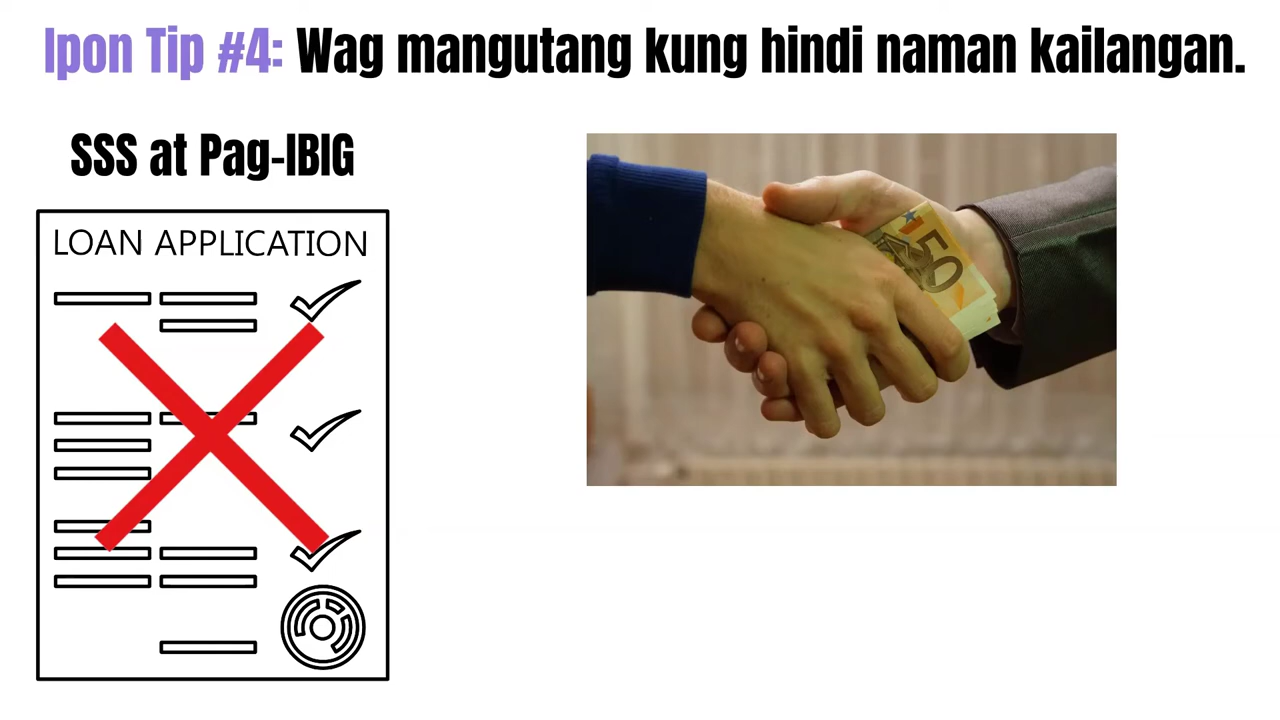 Ipon Tip #4: Wag mangutang kung hindi naman kailangan.
SSS at Pag-IBIG
LOAN APPLICATION
50